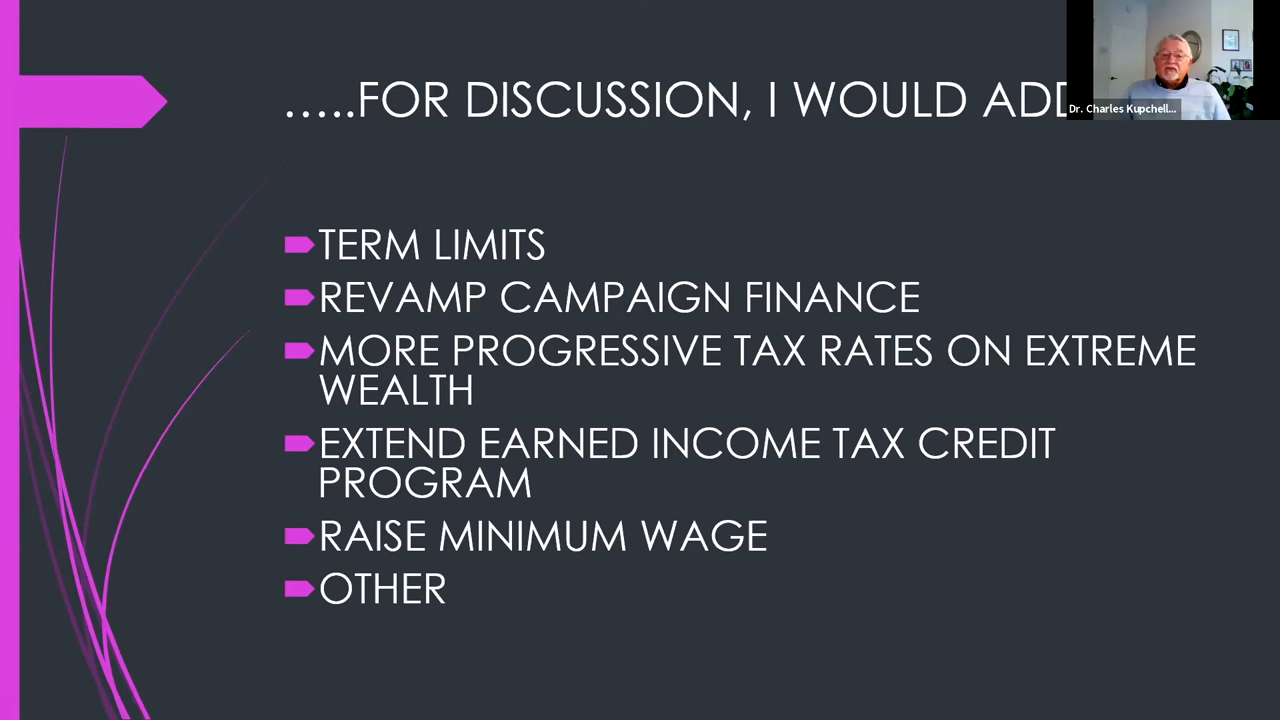 .....FOR DISCUSSION, I WOULD ADD
Dr. Charles Kupchell...
TERM LIMITS
REVAMP CAMPAIGN FINANCE
MORE PROGRESSIVE TAX RATES ON EXTREME
WEALTH
EXTEND EARNED INCOME TAX CREDIT
PROGRAM
RAISE MINIMUM WAGE
OTHER